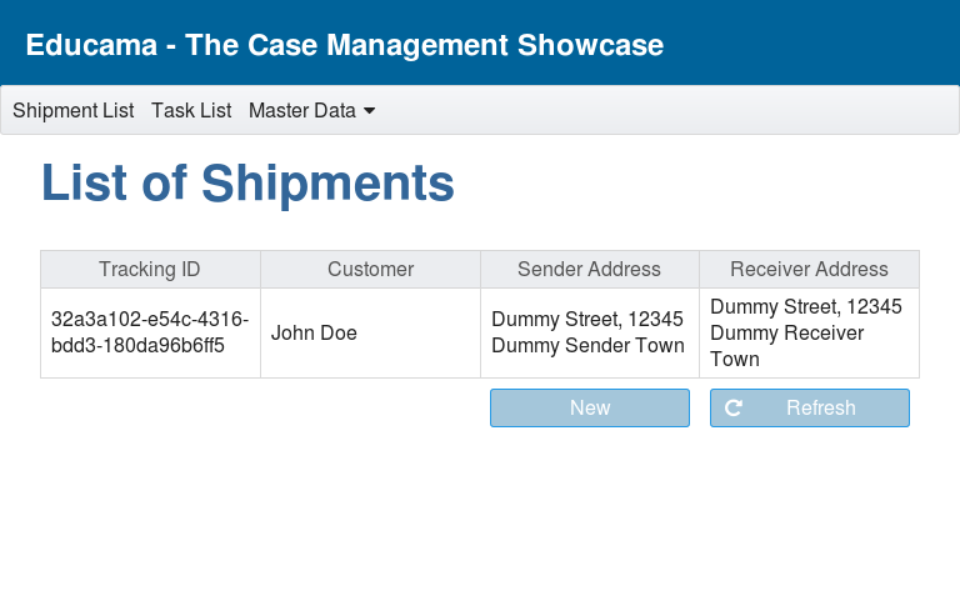 Educama - The Case Management Showcase
Shipment List Task List Master Data
List of Shipments
Tracking ID Customer Sender Address Receiver Address
32a3a102-e54c-4316-
bdd3-180da96b6ff5
John Doe
Dummy Street, 12345
Dummy Sender Town
Dummy Street, 12345
Dummy Receiver
Town
New Refresh